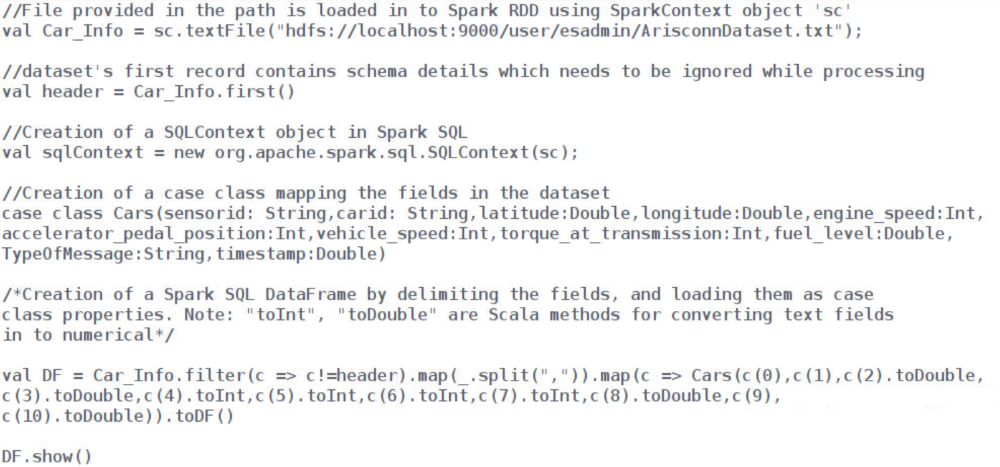 //File provided in the path is loaded in to Spark RDD using SparkContext object 'sc'
val Car_Info = sc.textFile("hdfs://localhost:9000/user/esadmin/ArisconnDataset.txt");
//dataset's first record contains schema details which needs to be ignored while processing
val header = Car_Info.first()
//Creation of a SQLContext object in Spark SQL
val sqlContext = new org.apache.spark.sql.SQLContext(sc);
//Creation of a case class mapping the fields in the dataset
case class Cars(sensorid: String,carid: String,latitude:Double,longitude:Double,engine_speed:Int,
accelerator_pedal_position:Int,vehicle_speed:Int,torque_at_transmission:Int,fuel_level:Double,
TypeOfMessage:String,timestamp:Double)
/*Creation of a Spark SQL DataFrame by delimiting the fields, and loading them as case
class properties. Note: "toInt", "toDouble" are Scala methods for converting text fields
in to numerical*/
val DF = Car_Info.filter(c => c!=header).map(_.split(",")).map(c => Cars(c(0),c(1),c(2).toDouble,
c(3).toDouble,c(4).toInt,c(5).toInt,c(6).toInt,c(7).toInt,c(8).toDouble,c(9),
c(10).toDouble)).toDF()
DF.show()